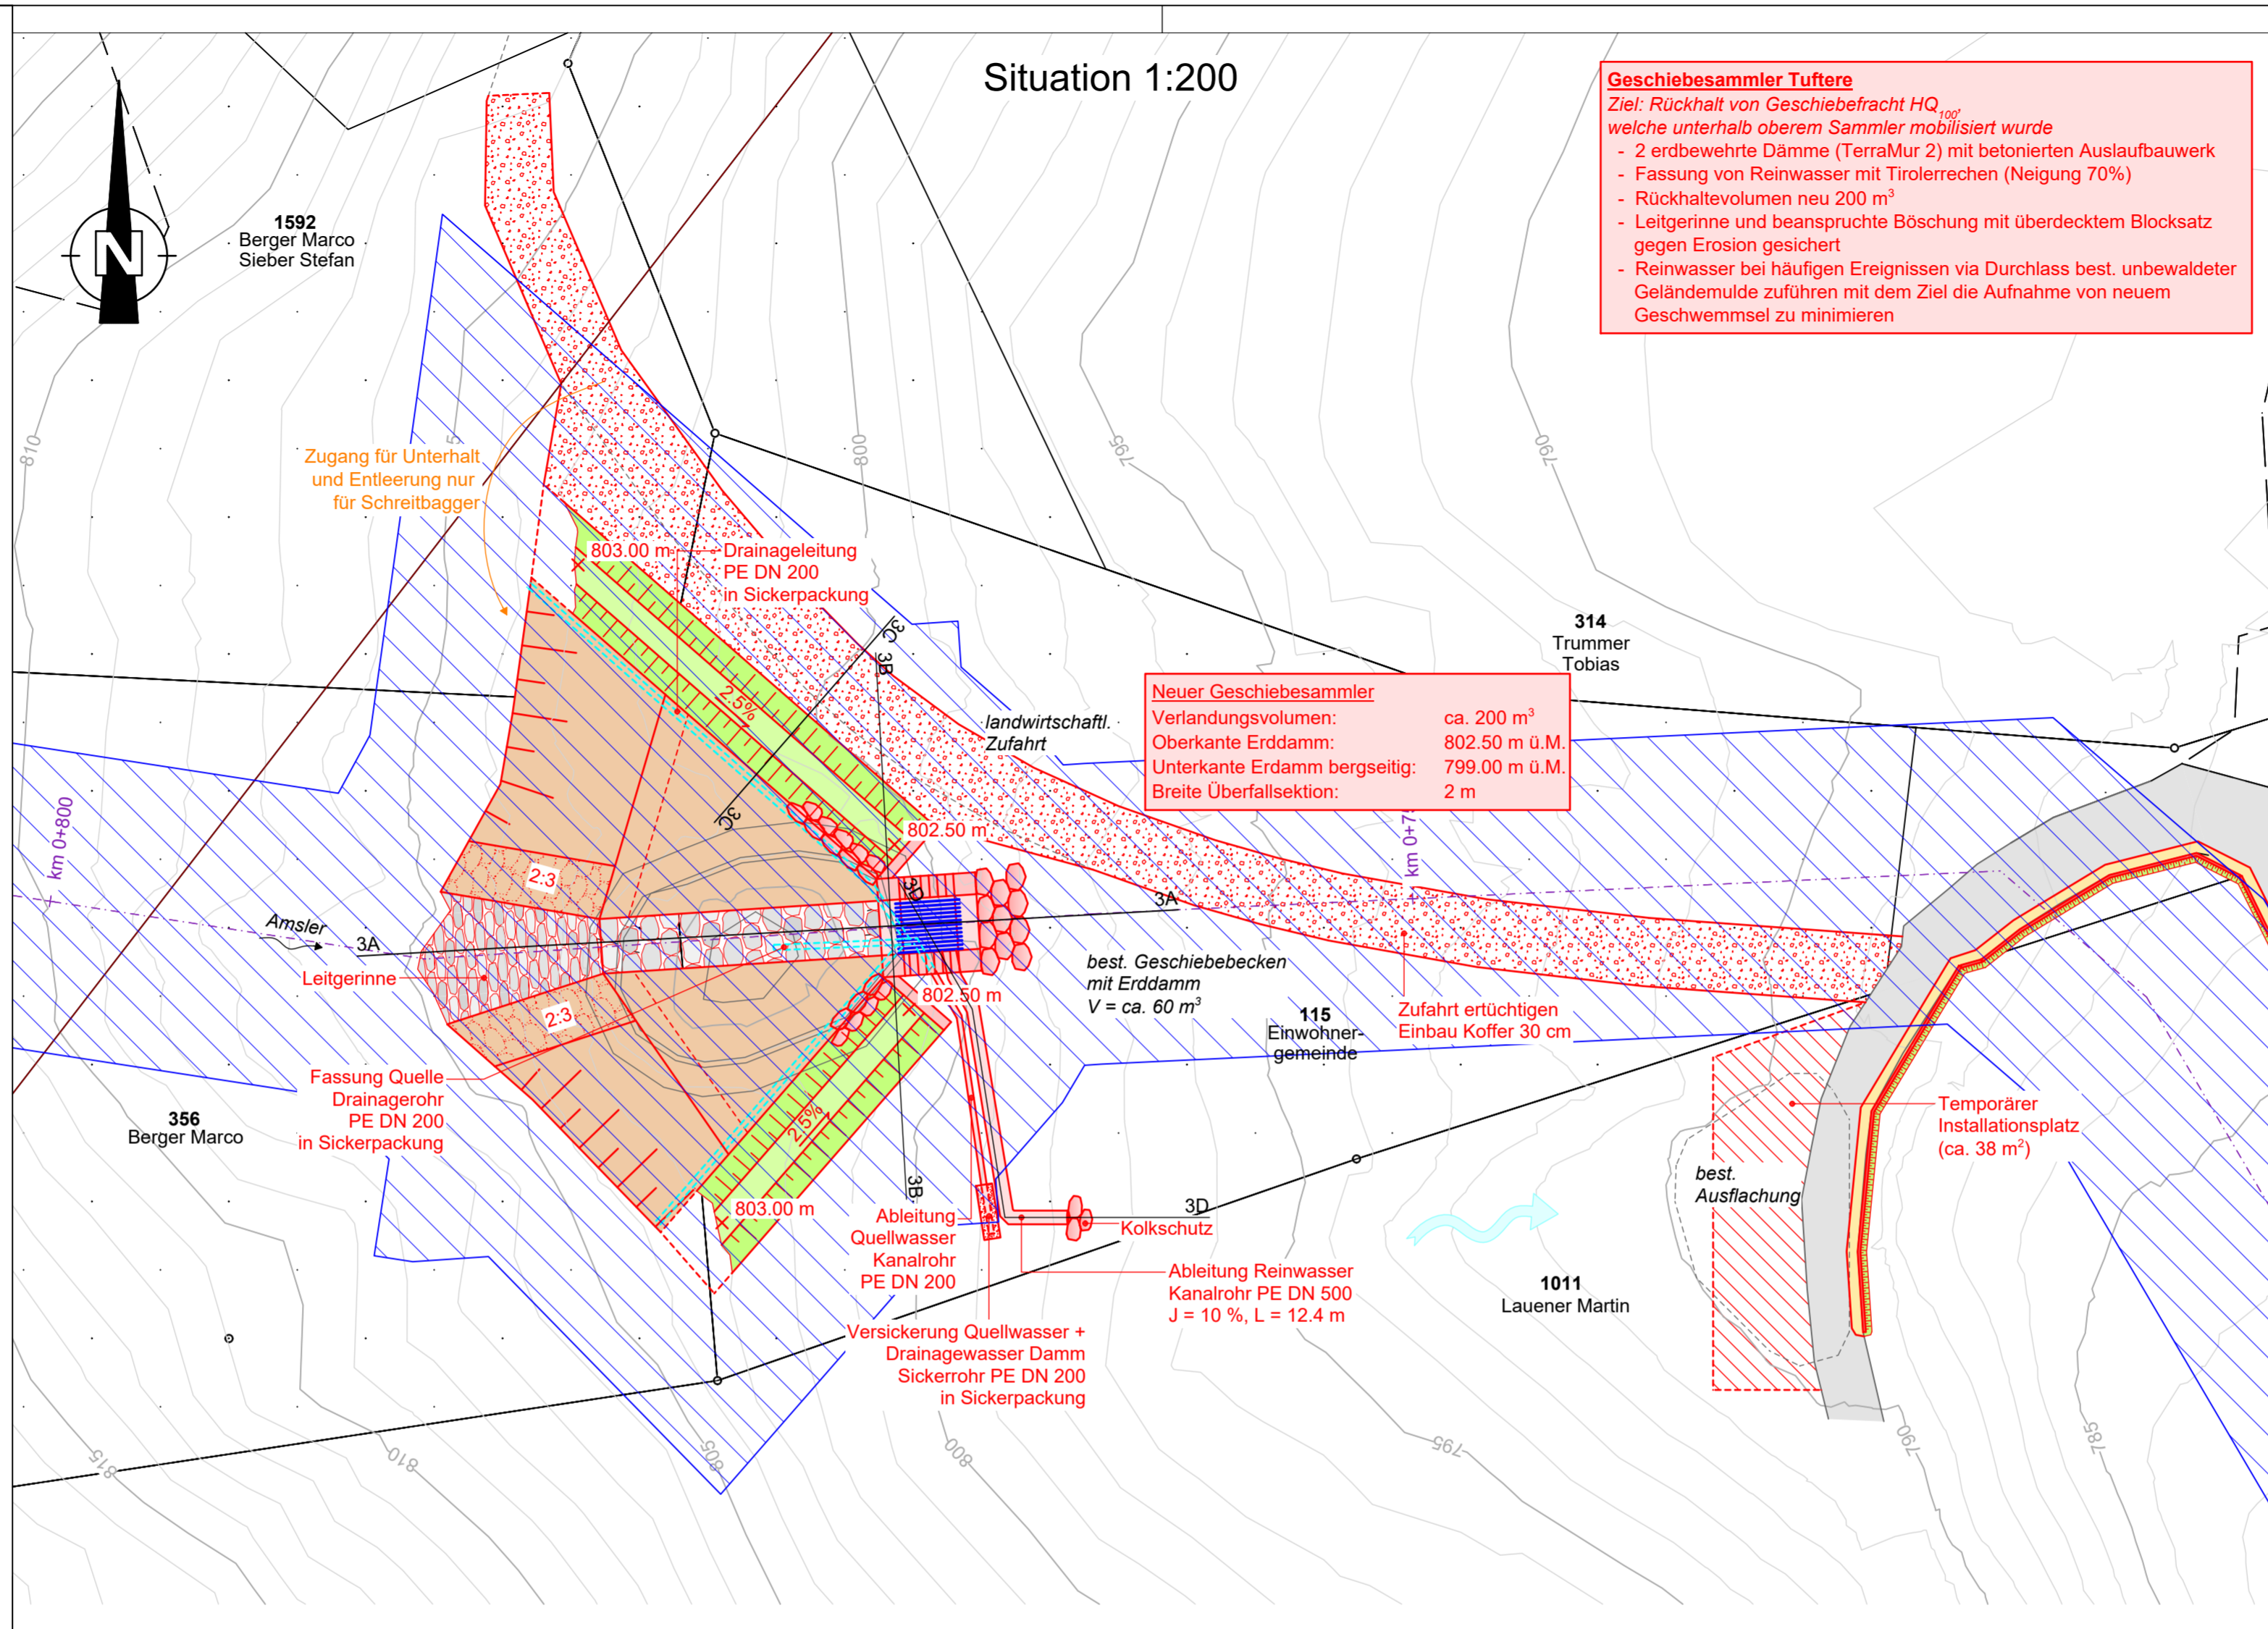 Situation 1:200
Geschiebesammler Tuftere
Ziel: Rückhalt von Geschiebefracht HQ100,
welche unterhalb oberem Sammler mobilisiert wurde
- 2 erdbewehrte Dämme (TerraMur 2) mit betonierten Auslaufbauwerk
- Fassung von Reinwasser mit Tirolerrechen (Neigung 70%)
- Rückhaltevolumen neu 200 m³
- Leitgerinne und beanspruchte Böschung mit überdecktem Blocksatz
gegen Erosion gesichert
- Reinwasser bei häufigen Ereignissen via Durchlass best. unbewaldeter
Geländemulde zuführen mit dem Ziel die Aufnahme von neuem
Geschwemmsel zu minimieren
N
1592
Berger Marco
Sieber Stefan
810
5
800
795
790
Zugang für Unterhalt
und Entleerung nur
für Schreitbagger
803.00 m
Drainageleitung
PE DN 200
in Sickerpackung
3C
3B
314
Trummer
Tobias
2.5%
landwirtschaftl.
Zufahrt
Neuer Geschiebesammler
Verlandungsvolumen: ca. 200 m³
Oberkante Erddamm: 802.50 m ü.M.
Unterkante Erdamm bergseitig: 799.00 m ü.M.
Breite Überfallsektion: 2 m
km 0+800
3C
802.50 m
km 0+7
2:3
3D
3A
Amsler
3A
Leitgerinne
best. Geschiebebecken
mit Erddamm
V = ca. 60 m³
802.50 m
2:3
115
Einwohner-
gemeinde
Zufahrt ertüchtigen
Einbau Koffer 30 cm
Fassung Quelle
Drainagerohr
PE DN 200
in Sickerpackung
356
Berger Marco
2.5%
Temporärer
Installationsplatz
(ca. 38 m²)
best.
Ausflachung
3B
803.00 m
Ableitung
Quellwasser
Kanalrohr
PE DN 200
3D
Kolkschutz
Ableitung Reinwasser
Kanalrohr PE DN 500
J = 10 %, L = 12.4 m
1011
Lauener Martin
Versickerung Quellwasser +
Drainagewasser Damm
Sickerrohr PE DN 200
in Sickerpackung
815
810
805
800
795
790
785